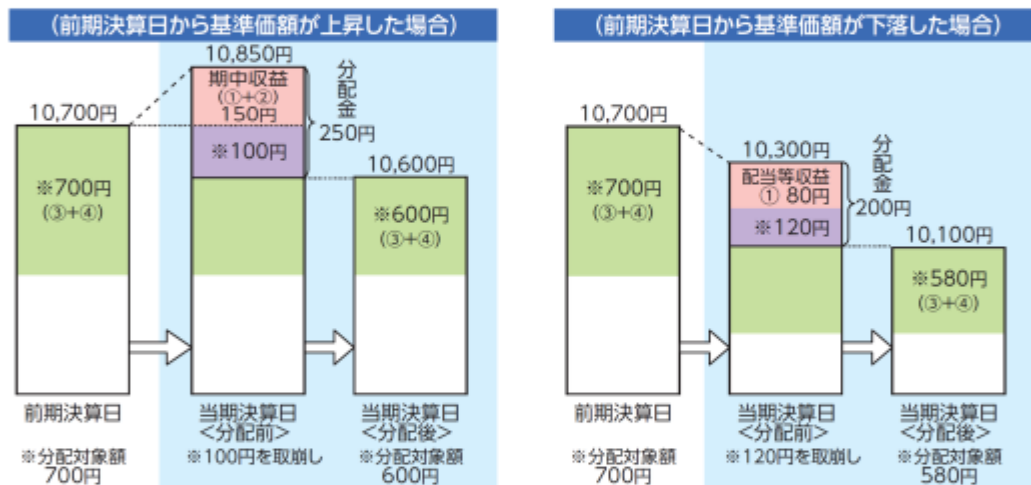 (前期決算日から基準価額が上昇した場合)
10,700円
※700円
(③+④)
10,850円
期中収益
(①+②)
150円
※100円
分配金
250円
10,600円
※600円
(③+④)
前期決算日
当期決算日
<分配前>
当期決算日
<分配後>
※分配対象額
700円
※100円を取崩し
※分配対象額
600円
(前期決算日から基準価額が下落した場合)
10,700円
※700円
(③+④)
10,300円
配当等収益
① 80円
※120円
分配金
200円
10,100円
※580円
(③+④)
前期決算日
当期決算日
<分配前>
当期決算日
<分配後>
※分配対象額
700円
※120円を取崩し
※分配対象額
580円